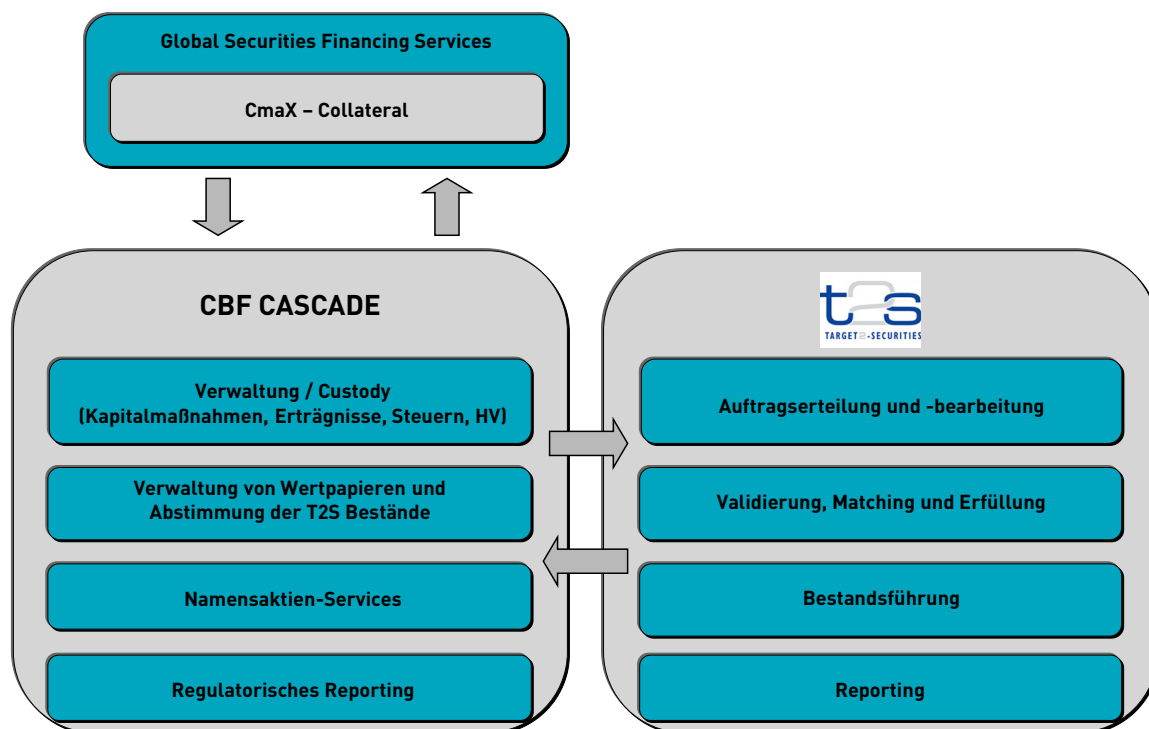 Global Securities Financing Services
CmaX – Collateral
CBF CASCADE
Verwaltung / Custody
(Kapitalmaßnahmen, Erträgnisse, Steuern, HV)
Verwaltung von Wertpapieren und
Abstimmung der T2S Bestände
Namensaktien-Services
Regulatorisches Reporting
t2s
TARGET2-SECURITIES
Auftragserteilung und -bearbeitung
Validierung, Matching und Erfüllung
Bestandsführung
Reporting